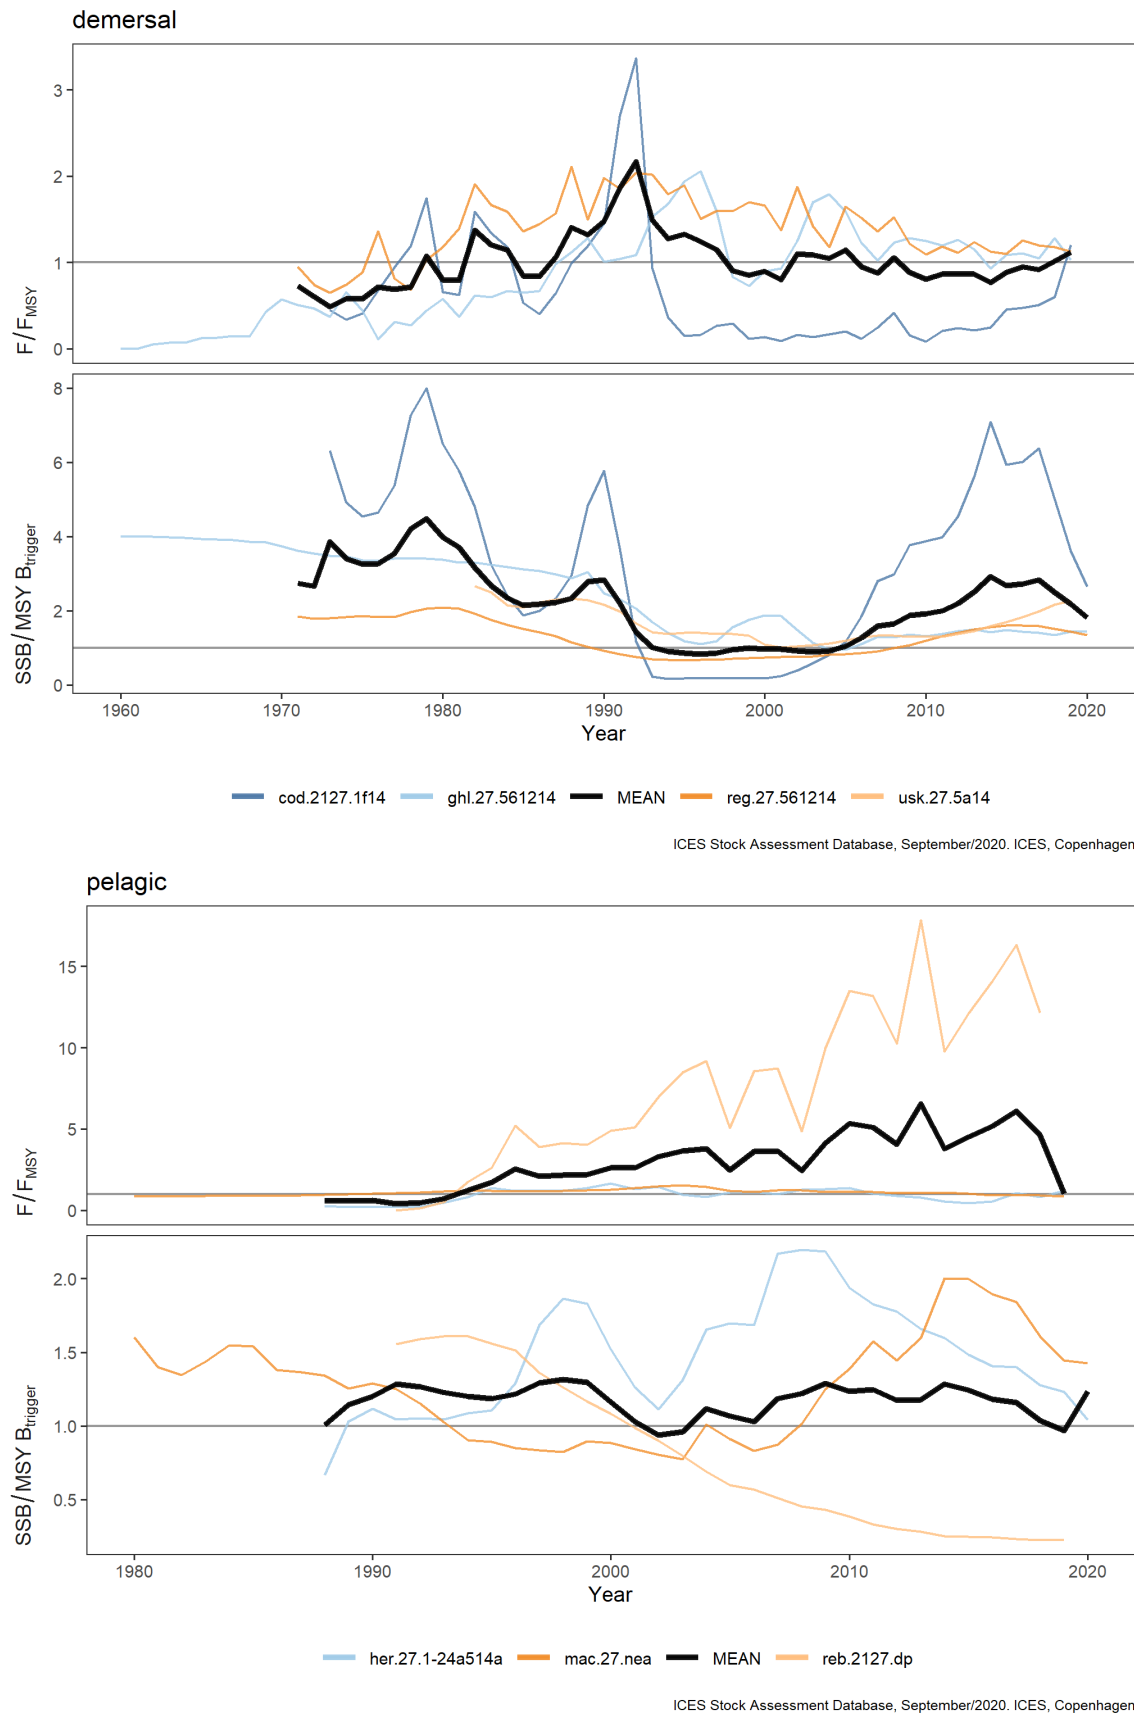 demersal
3
2
1
0
F/FMSY
8
6
4
2
0
SSB/MSY Btrigger
1960 1970 1980 1990 2000 2010 2020
Year
cod.2127.1f14 ghl.27.561214 MEAN reg.27.561214 usk.27.5a14
ICES Stock Assessment Database, September/2020. ICES, Copenhagen
pelagic
15
10
5
0
F/FMSY
2.0
1.5
1.0
0.5
SSB/MSY Btrigger
1980 1990 2000 2010 2020
Year
her.27.1-24a514a mac.27.nea MEAN reb.2127.dp
ICES Stock Assessment Database, September/2020. ICES, Copenhagen